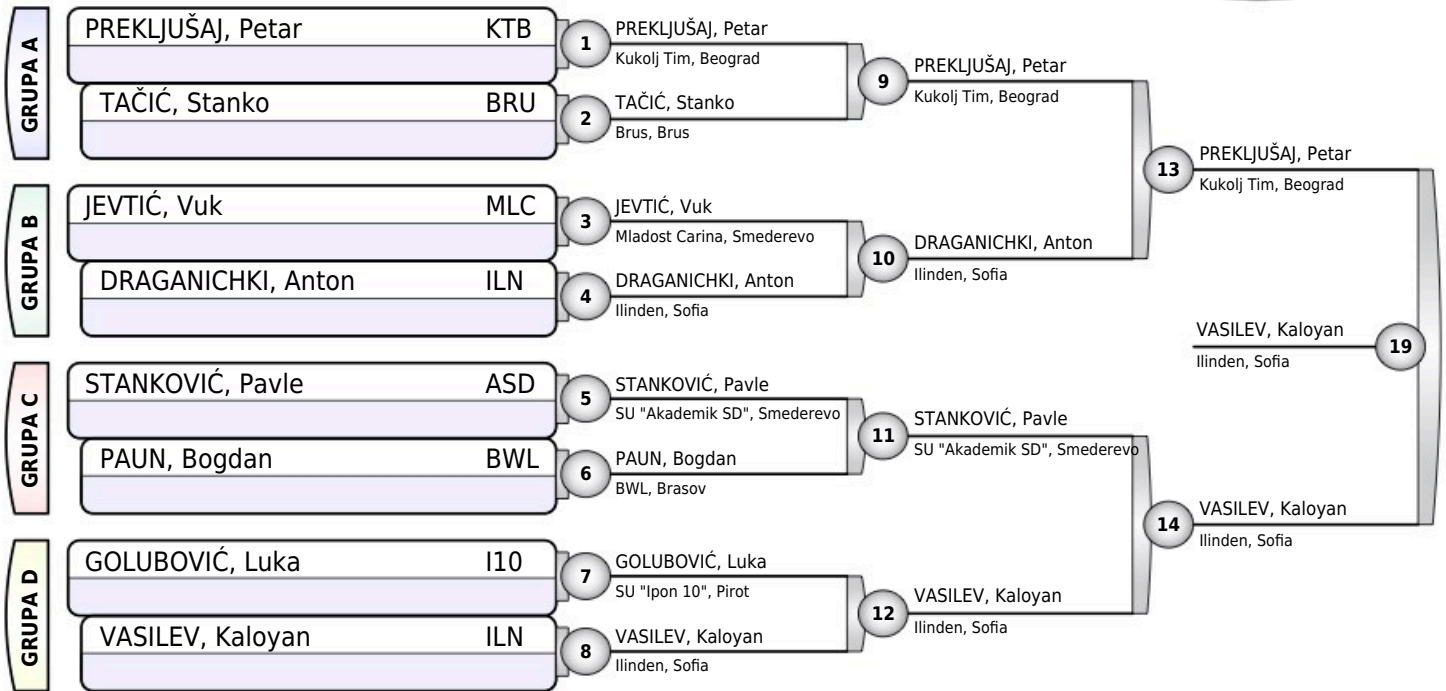 GRUPA A
PREKLJUŠAJ, Petar KTB
TAČIĆ, Stanko BRU
GRUPA B
JEVTIĆ, Vuk MLC
DRAGANICHKI, Anton ILN
GRUPA C
STANKOVIĆ, Pavle ASD
PAUN, Bogdan BWL
GRUPA D
GOLUBOVIĆ, Luka I10
VASILEV, Kaloyan ILN
1
PREKLJUŠAJ, Petar
Kukolj Tim, Beograd
2
TAČIĆ, Stanko
Brus, Brus
3
JEVTIĆ, Vuk
Mladost Carina, Smederevo
4
DRAGANICHKI, Anton
Ilinden, Sofia
5
STANKOVIĆ, Pavle
SU "Akademik SD", Smederevo
6
PAUN, Bogdan
BWL, Brasov
7
GOLUBOVIĆ, Luka
SU "Ipon 10", Pirot
8
VASILEV, Kaloyan
Ilinden, Sofia
9
PREKLJUŠAJ, Petar
Kukolj Tim, Beograd
10
DRAGANICHKI, Anton
Ilinden, Sofia
11
STANKOVIĆ, Pavle
SU "Akademik SD", Smederevo
12
VASILEV, Kaloyan
Ilinden, Sofia
13
PREKLJUŠAJ, Petar
Kukolj Tim, Beograd
14
VASILEV, Kaloyan
Ilinden, Sofia
VASILEV, Kaloyan
Ilinden, Sofia
19